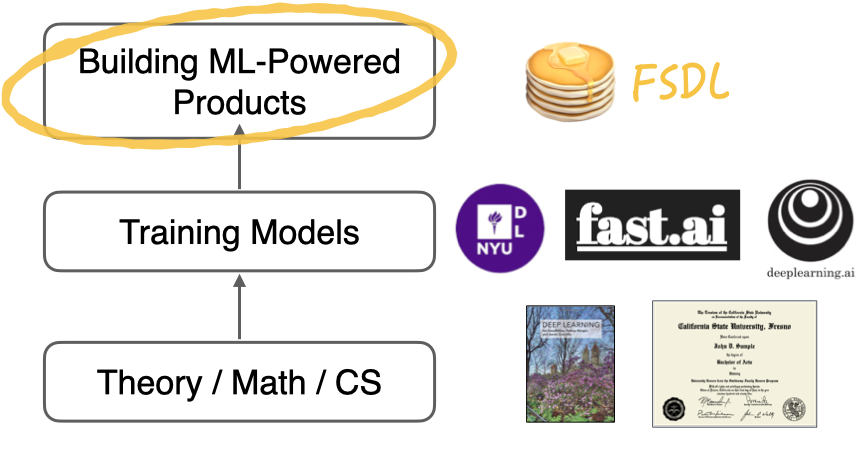 Building ML-Powered
Products
FSDL
Training Models
D
L
NYU
fast.ai
deeplearning.ai
Theory / Math / CS
DEEP LEARNING
California State University, Fresno
John D. Sample
Bachelor of Arts